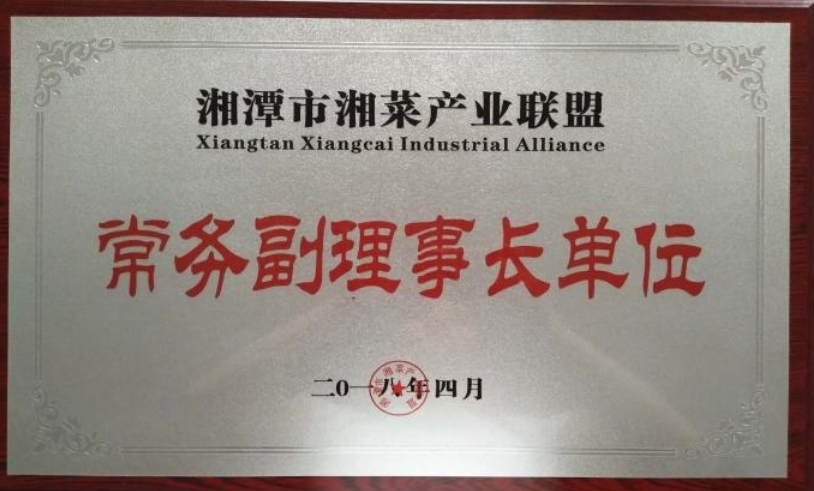 湘潭市湘菜产业联盟
Xiangtan Xiangcai Industrial Alliance
常务副理事长单位
二0一八年四月